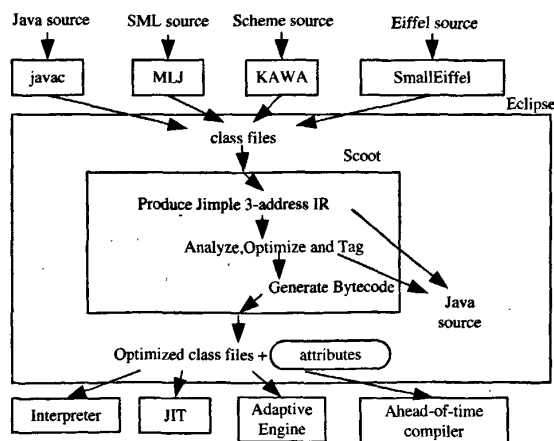 Java source
SML source
Scheme source
Eiffel source
javac
MLJ
KAWA
SmallEiffel
Eclipse
class files
Scoot
Produce Jimple 3-address IR
Analyze,Optimize and Tag
Generate Bytecode
Java
source
Optimized class files + attributes
Interpreter
JIT
Adaptive
Engine
Ahead-of-time
compiler